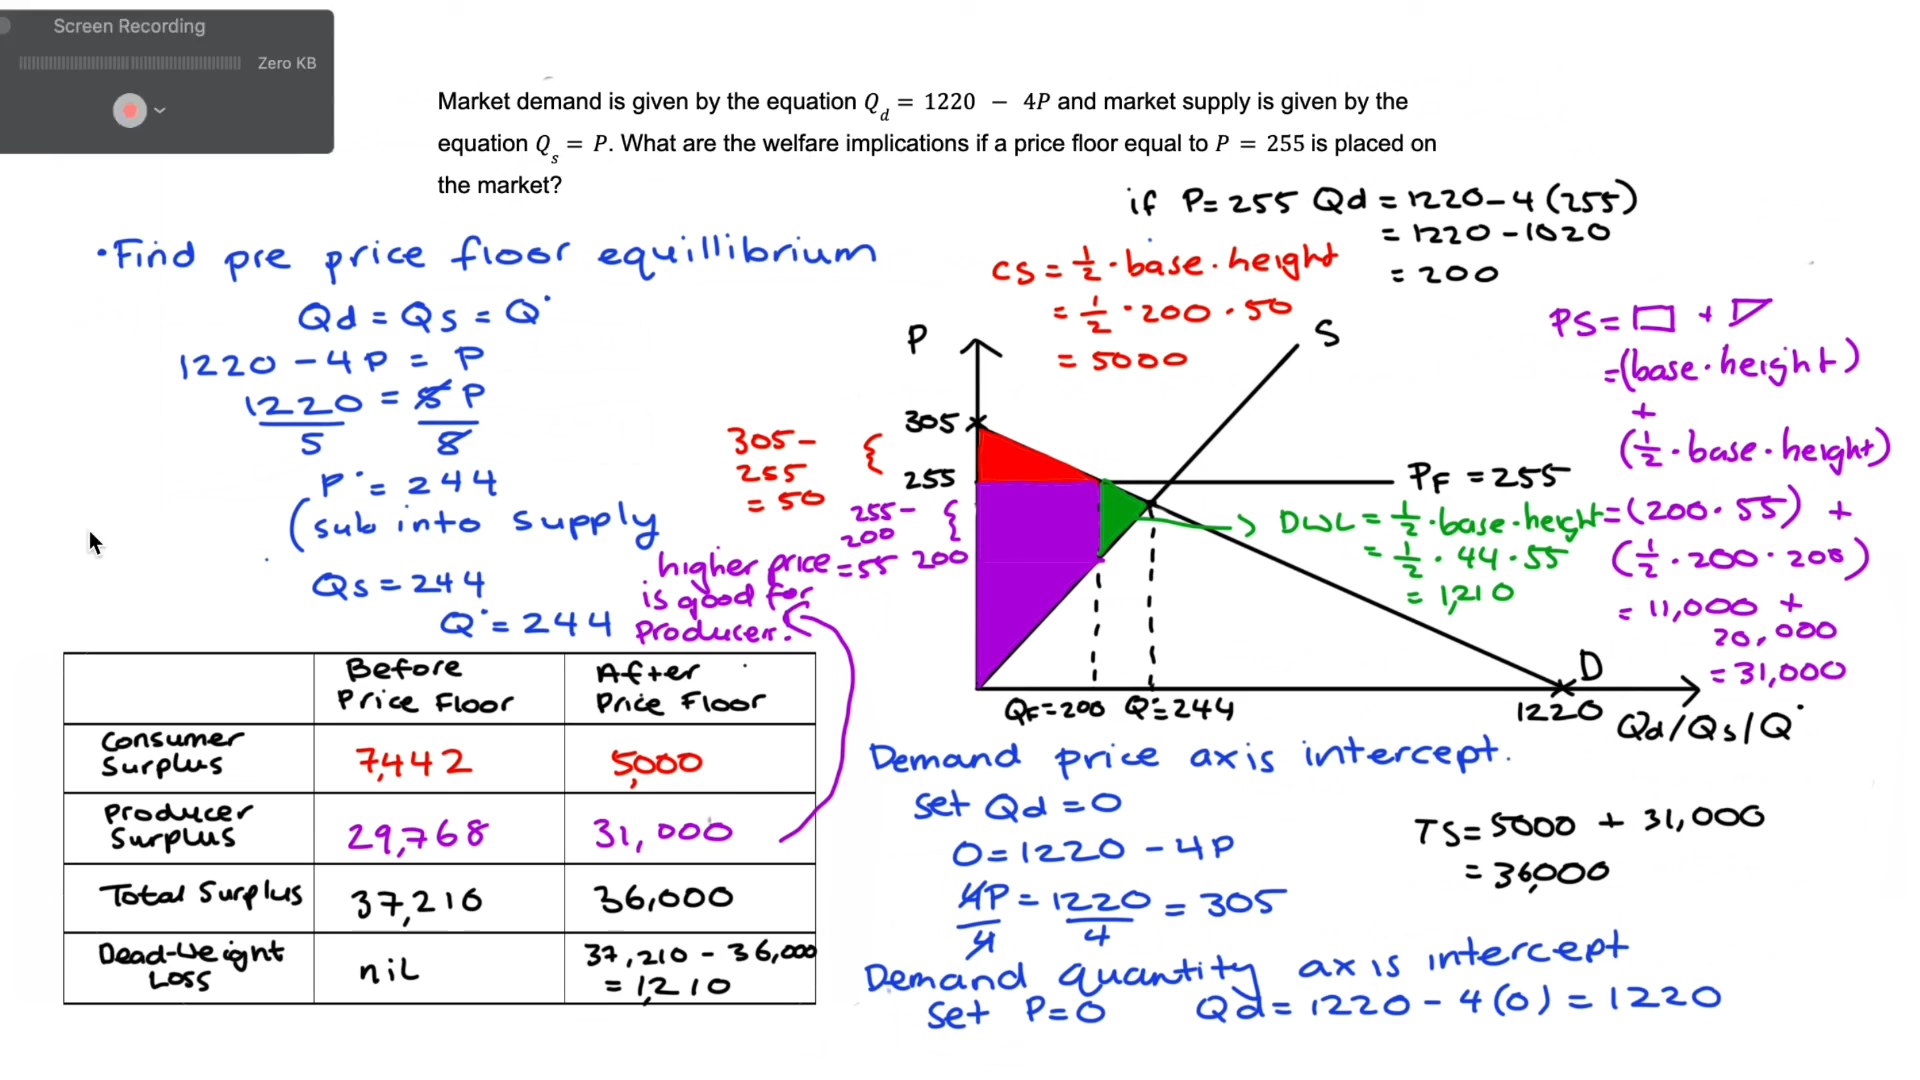 Screen Recording
Zero KB
Market demand is given by the equation Qd = 1220 − 4P and market supply is given by the
equation Qs = P. What are the welfare implications if a price floor equal to P = 255 is placed on
the market?
if P=255 Qd = 1220-4(255)
= 1220-1020
= 200
•Find pre price floor equillibrium
Qd = Qs = Q*
1220 - 4P = P
1220 = 5P
5 8
P* = 244
(sub into supply
Qs = 244
Q* = 244
CS = 1/2 · base · height
= 1/2 · 200 · 50
= 5000
PS = □ + ▽
=(base·height)
+
(1/2 · base · height)
=(200·55) +
(1/2 · 200 · 200)
= 11,000 +
20,000
= 31,000
P
S
305
305-
255
= 50
{
255
255-
200
=55
{
200
higher price
is good for
Producer.
PF = 255
DWL = 1/2 · base · height
= 1/2 · 44 · 55
= 1,210
D
QF=200 Q*=244
1220
Qd/Qs/Q*
Before
Price Floor
After
Price Floor
Consumer
Surplus
7,442
5,000
Producer
Surplus
29,768
31,000
Total Surplus
37,210
36,000
Dead-Weight
Loss
nil
37,210 - 36,000
= 1,210
Demand price axis intercept.
set Qd = 0
0 = 1220 - 4P
4P = 1220 = 305
4 4
Demand quantity axis intercept
set P=0 Qd = 1220 - 4(0) = 1220
TS = 5000 + 31,000
= 36,000